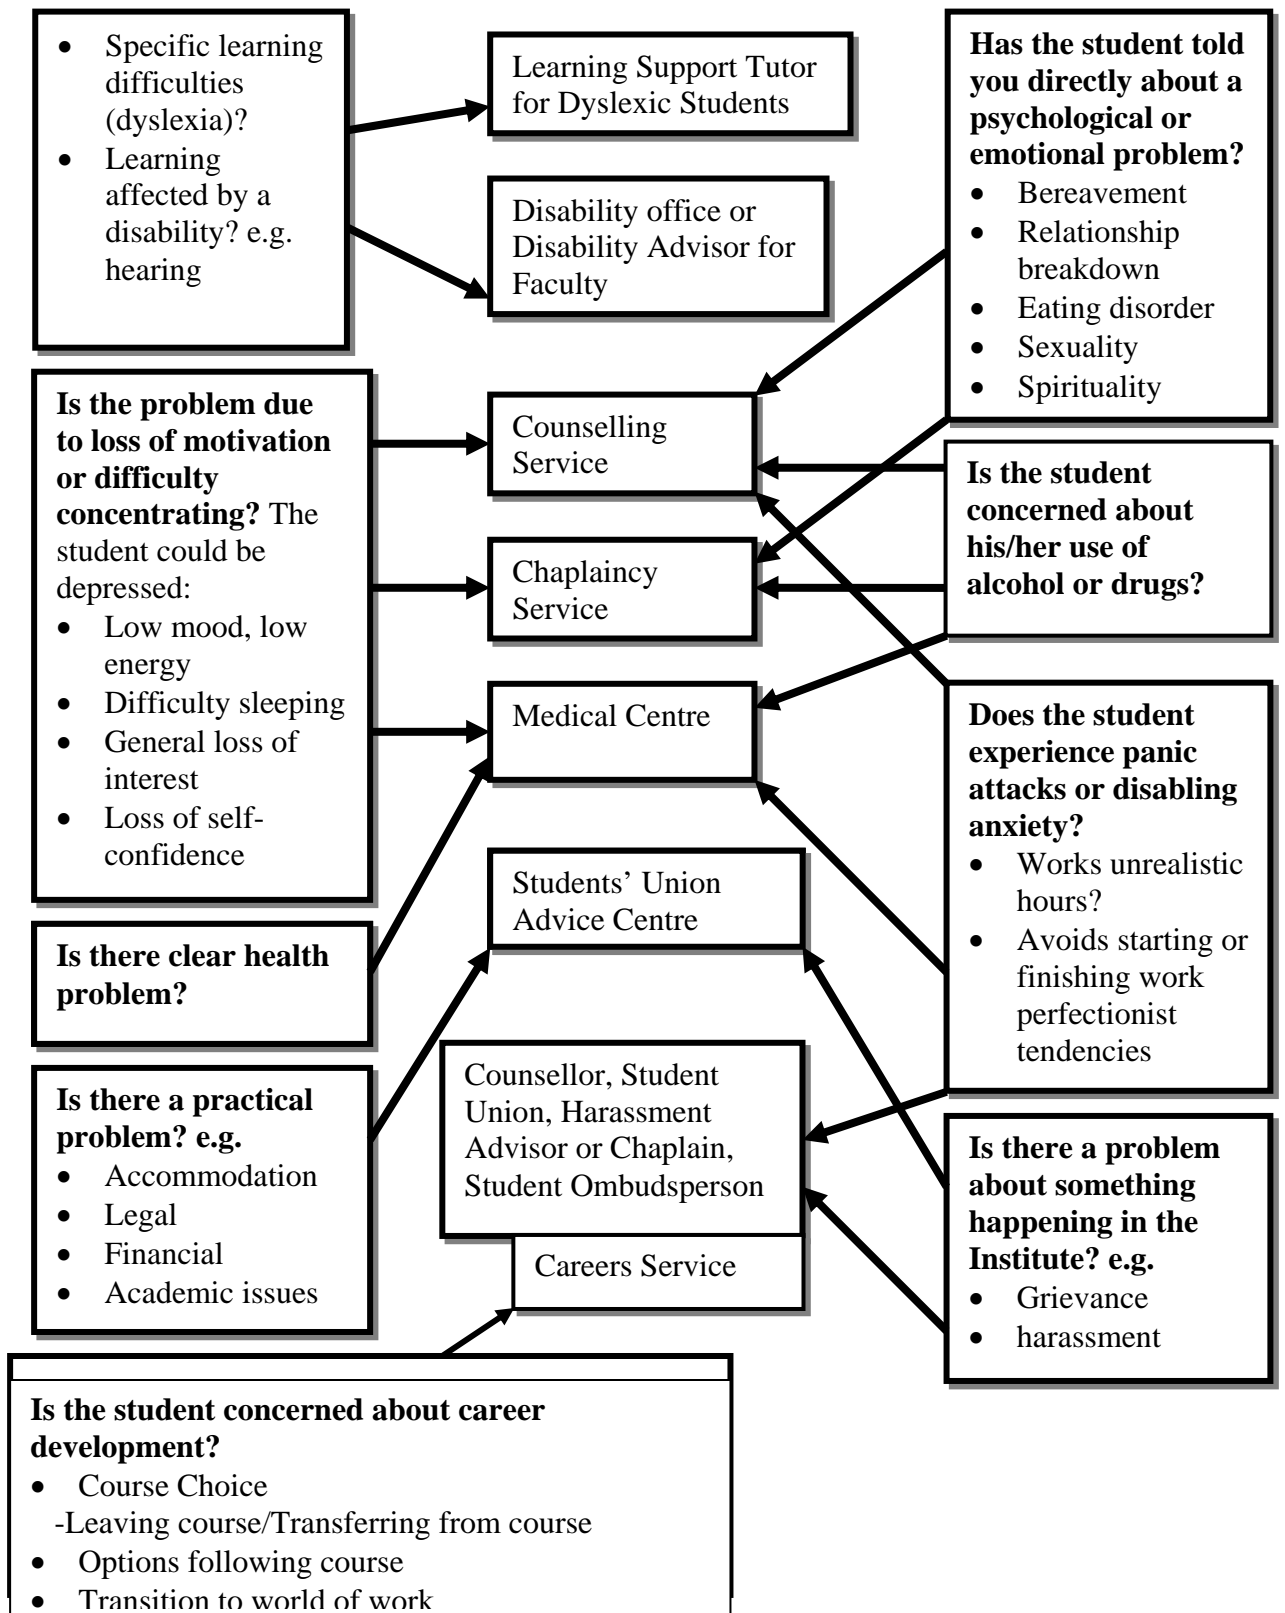 • Specific learning
difficulties
(dyslexia)?
• Learning
affected by a
disability? e.g.
hearing
Learning Support Tutor
for Dyslexic Students
Disability office or
Disability Advisor for
Faculty
Has the student told
you directly about a
psychological or
emotional problem?
• Bereavement
• Relationship
breakdown
• Eating disorder
• Sexuality
• Spirituality
Is the problem due
to loss of motivation
or difficulty
concentrating? The
student could be
depressed:
• Low mood, low
energy
• Difficulty sleeping
• General loss of
interest
• Loss of self-
confidence
Counselling
Service
Chaplaincy
Service
Medical Centre
Is the student
concerned about
his/her use of
alcohol or drugs?
Does the student
experience panic
attacks or disabling
anxiety?
• Works unrealistic
hours?
• Avoids starting or
finishing work
perfectionist
tendencies
Students’ Union
Advice Centre
Is there clear health
problem?
Is there a practical
problem? e.g.
• Accommodation
• Legal
• Financial
• Academic issues
Counsellor, Student
Union, Harassment
Advisor or Chaplain,
Student Ombudsperson
Careers Service
Is there a problem
about something
happening in the
Institute? e.g.
• Grievance
• harassment
Is the student concerned about career
development?
• Course Choice
-Leaving course/Transferring from course
• Options following course
• Transition to world of work